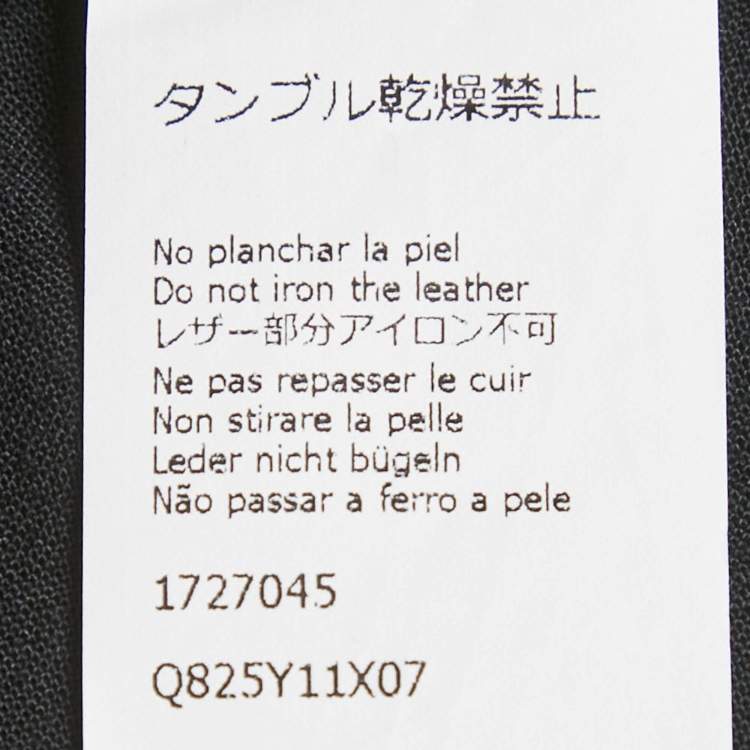 タンブル乾燥禁止
No planchar la piel
Do not iron the leather
レザー部分アイロン不可
Ne pas repasser le cuir
Non stirare la pelle
Leder nicht bügeln
Não passar a ferro a pele
1727045
Q825Y11X07